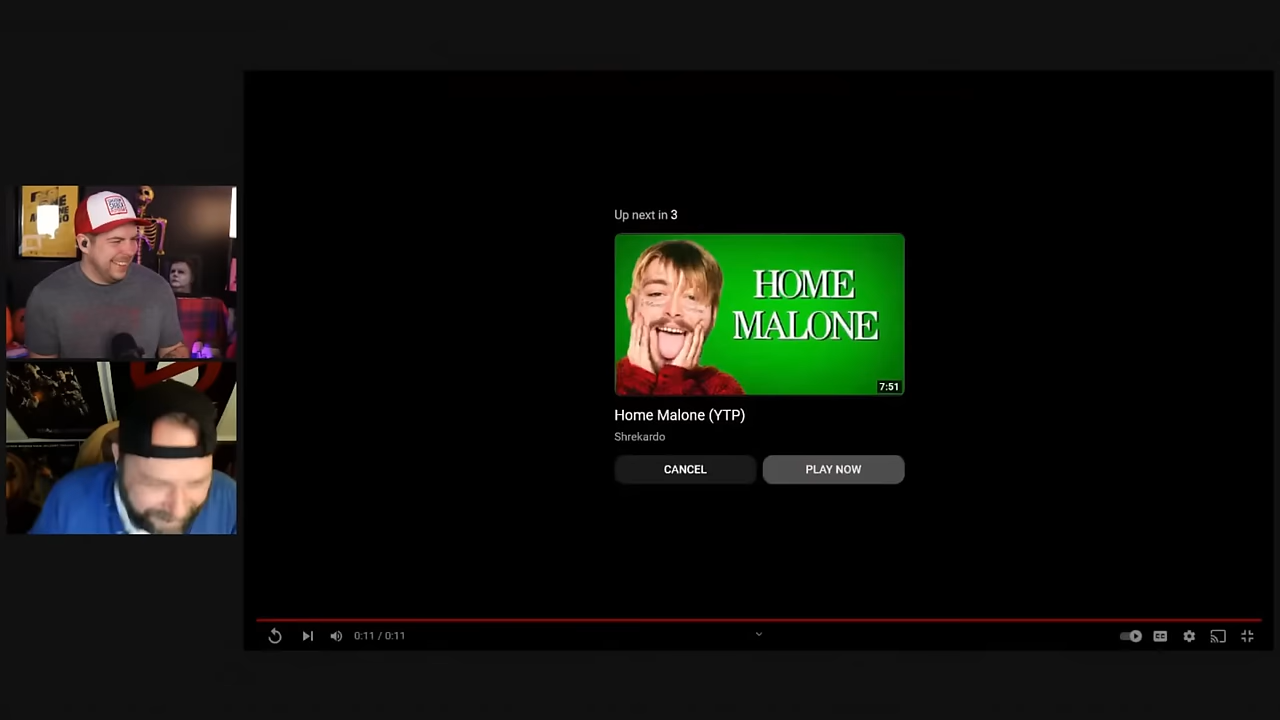 Up next in 3
HOME
MALONE
7:51
Home Malone (YTP)
Shrekardo
CANCEL
PLAY NOW
0:11 / 0:11
CC